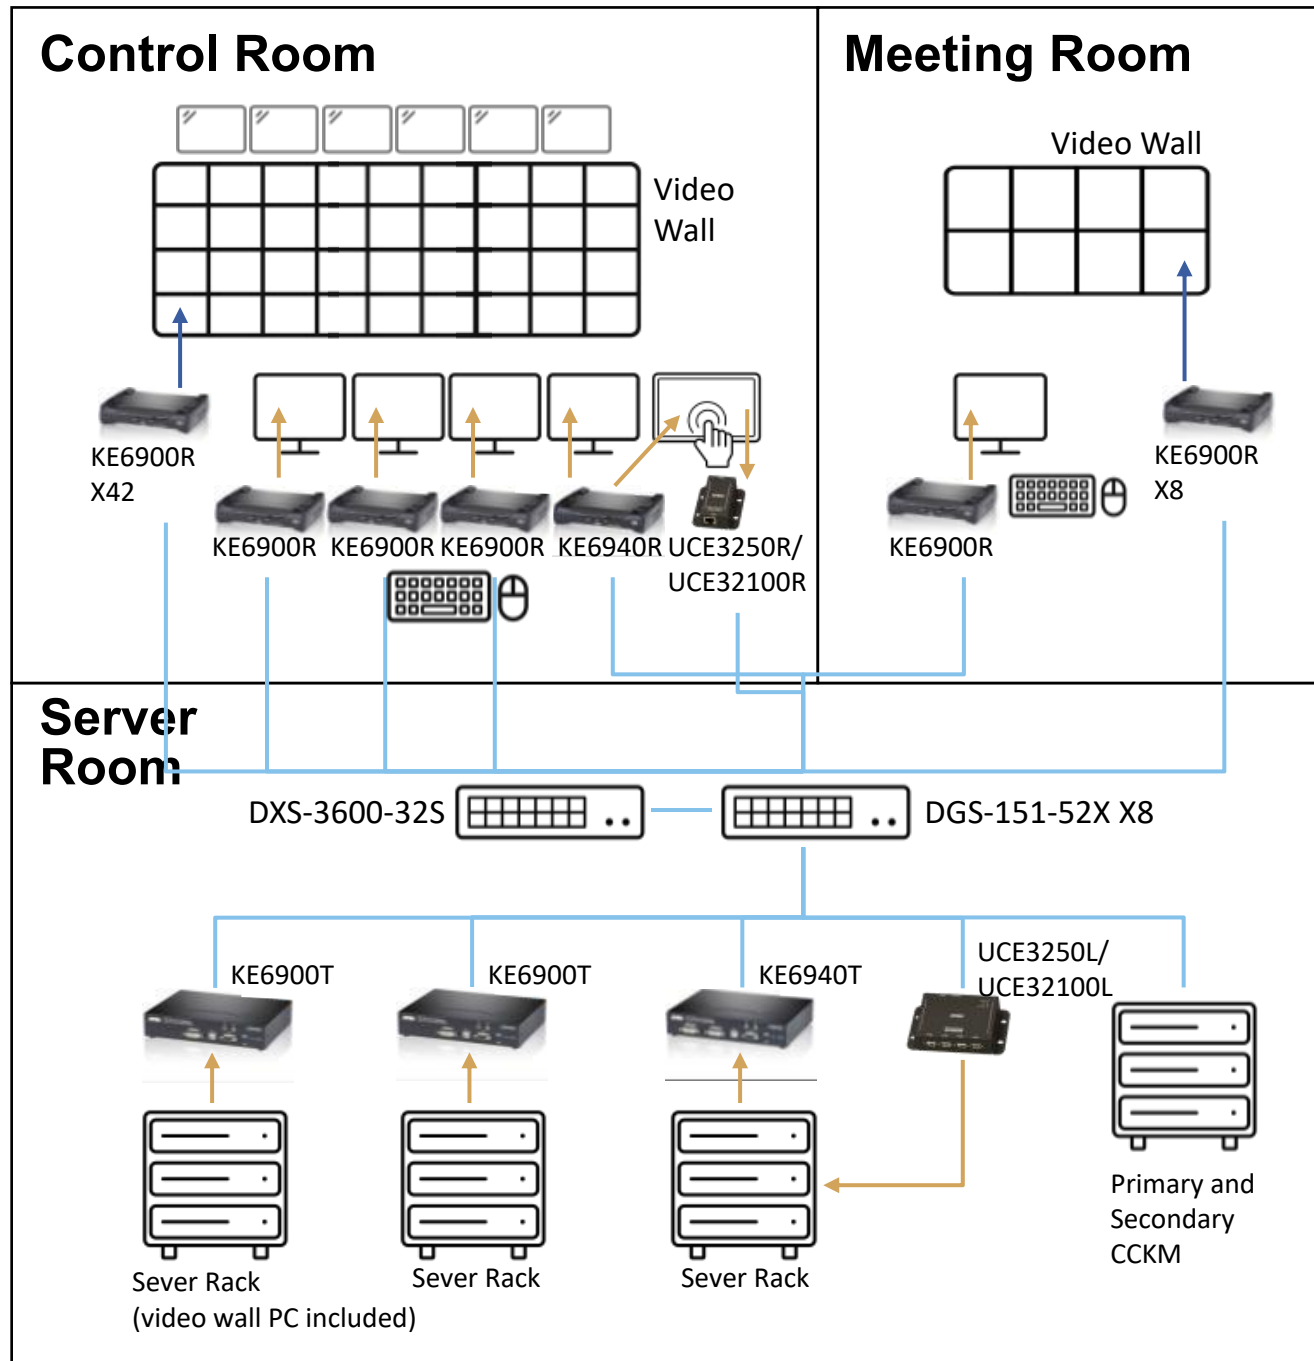 Control Room
Meeting Room
Video Wall
Video
Wall
KE6900R
X42
KE6900R
KE6900R
KE6900R
KE6940R
UCE3250R/
UCE32100R
KE6900R
X8
KE6900R
Server
Room
DXS-3600-32S
DGS-151-52X X8
KE6900T
KE6900T
KE6940T
UCE3250L/
UCE32100L
Sever Rack
(video wall PC included)
Sever Rack
Sever Rack
Primary and
Secondary
CCKM